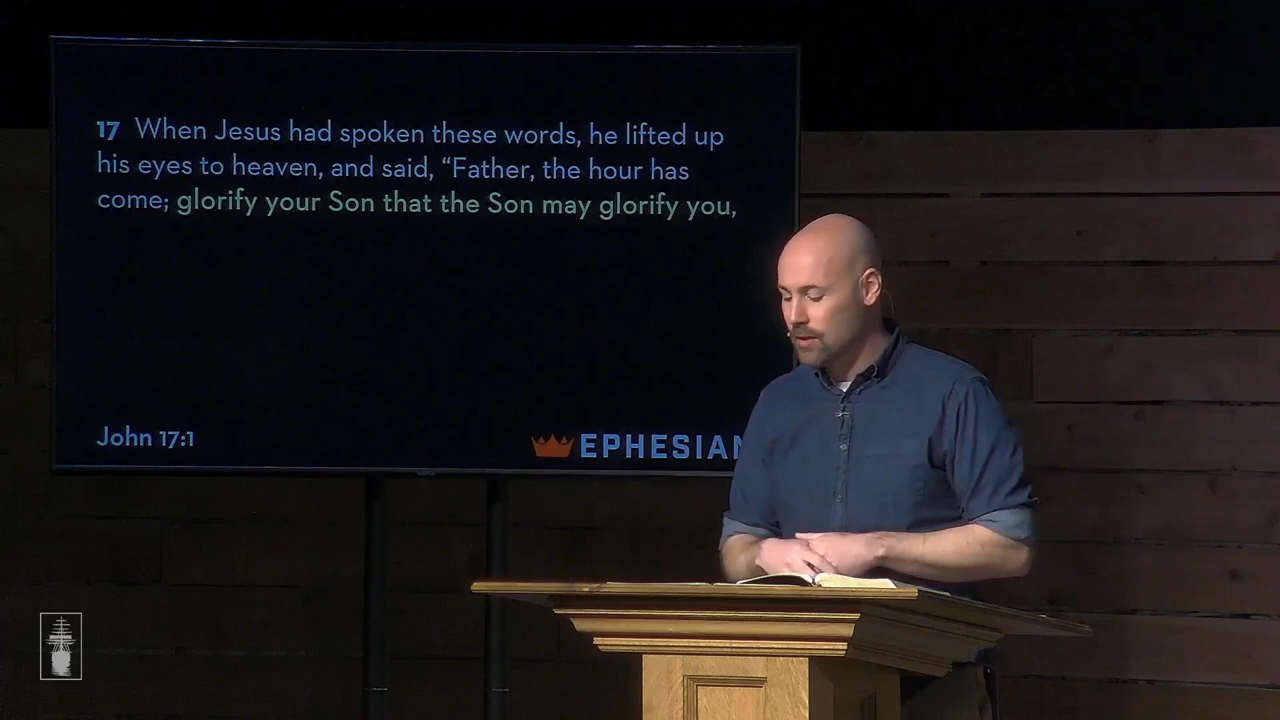 17 When Jesus had spoken these words, he lifted up
his eyes to heaven, and said, “Father, the hour has
come; glorify your Son that the Son may glorify you,
John 17:1
EPHESIAN